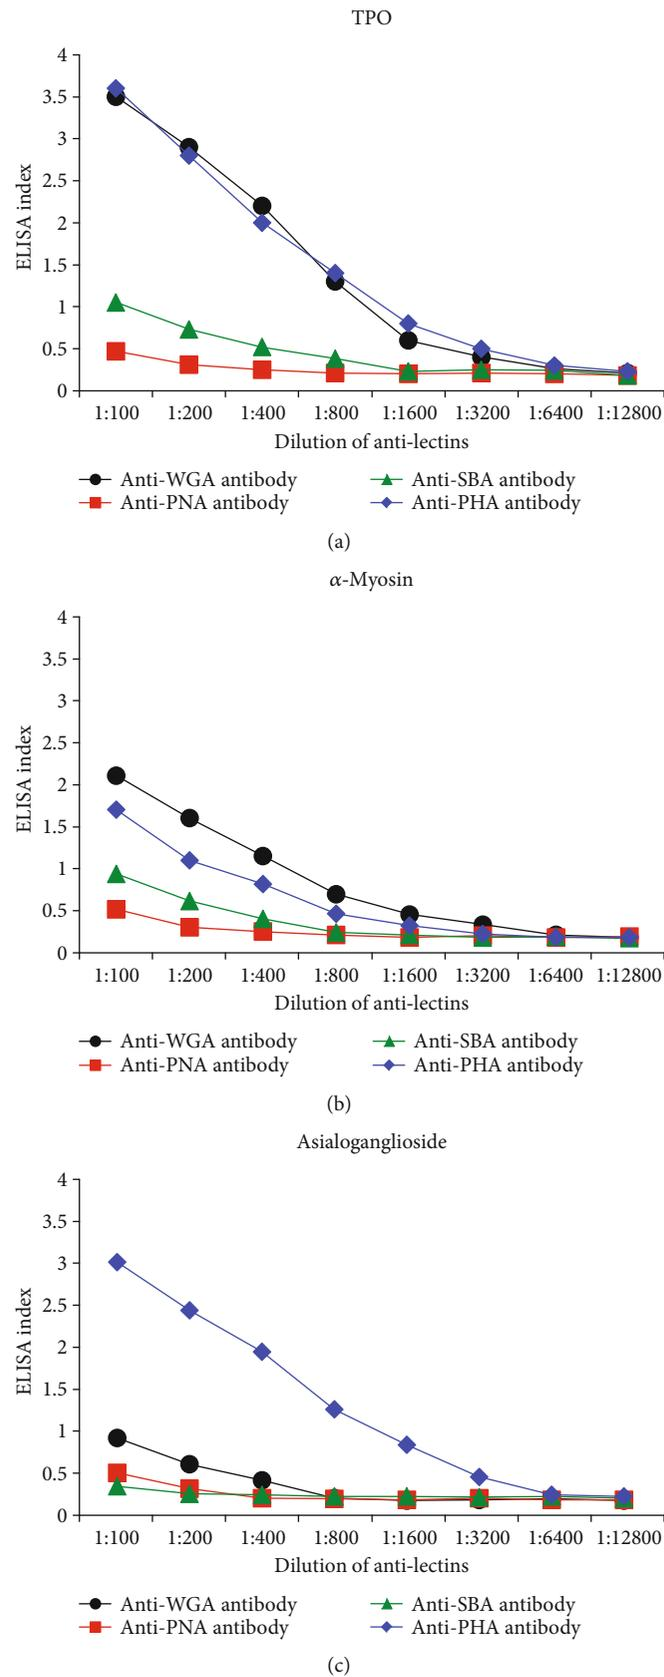 TPO
4
3.5
3
2.5
2
1.5
1
0.5
0
ELISA index
1:100 1:200 1:400 1:800 1:1600 1:3200 1:6400 1:12800
Dilution of anti-lectins
Anti-WGA antibody Anti-SBA antibody
Anti-PNA antibody Anti-PHA antibody
(a)
α-Myosin
4
3.5
3
2.5
2
1.5
1
0.5
0
ELISA index
1:100 1:200 1:400 1:800 1:1600 1:3200 1:6400 1:12800
Dilution of anti-lectins
Anti-WGA antibody Anti-SBA antibody
Anti-PNA antibody Anti-PHA antibody
(b)
Asialoganglioside
4
3.5
3
2.5
2
1.5
1
0.5
0
ELISA index
1:100 1:200 1:400 1:800 1:1600 1:3200 1:6400 1:12800
Dilution of anti-lectins
Anti-WGA antibody Anti-SBA antibody
Anti-PNA antibody Anti-PHA antibody
(c)